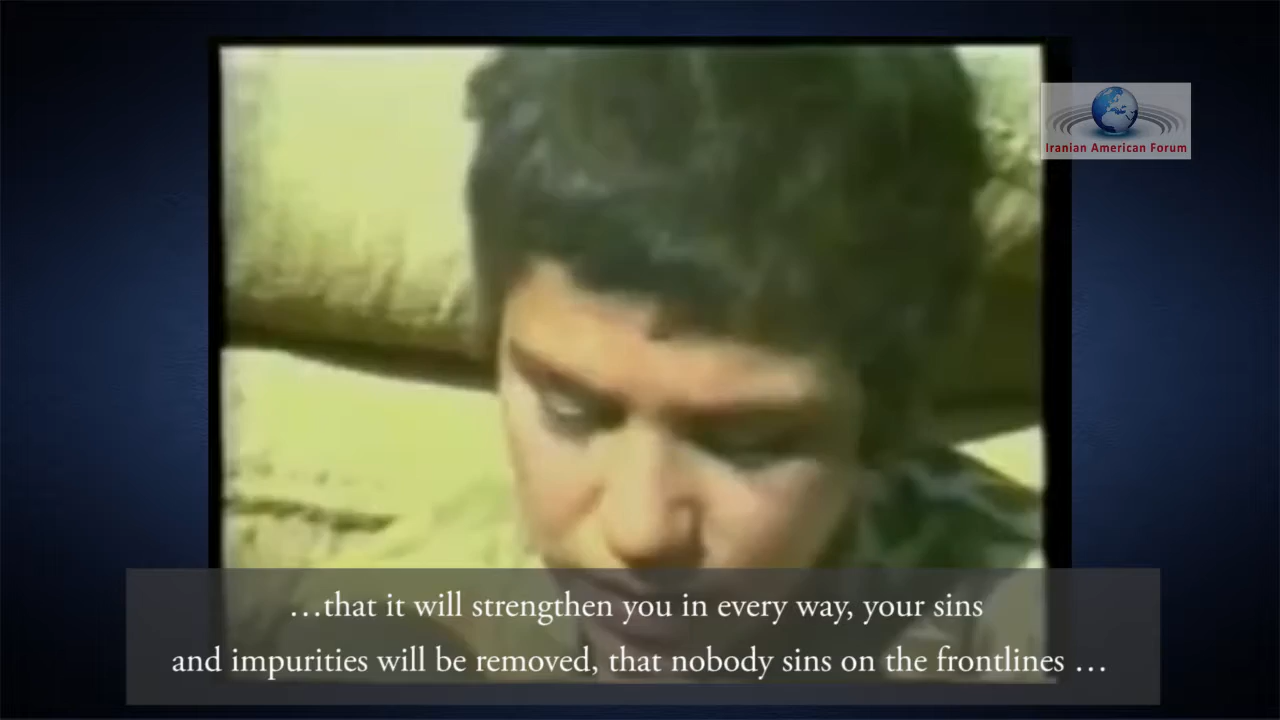 Iranian American Forum
…that it will strengthen you in every way, your sins
and impurities will be removed, that nobody sins on the frontlines …